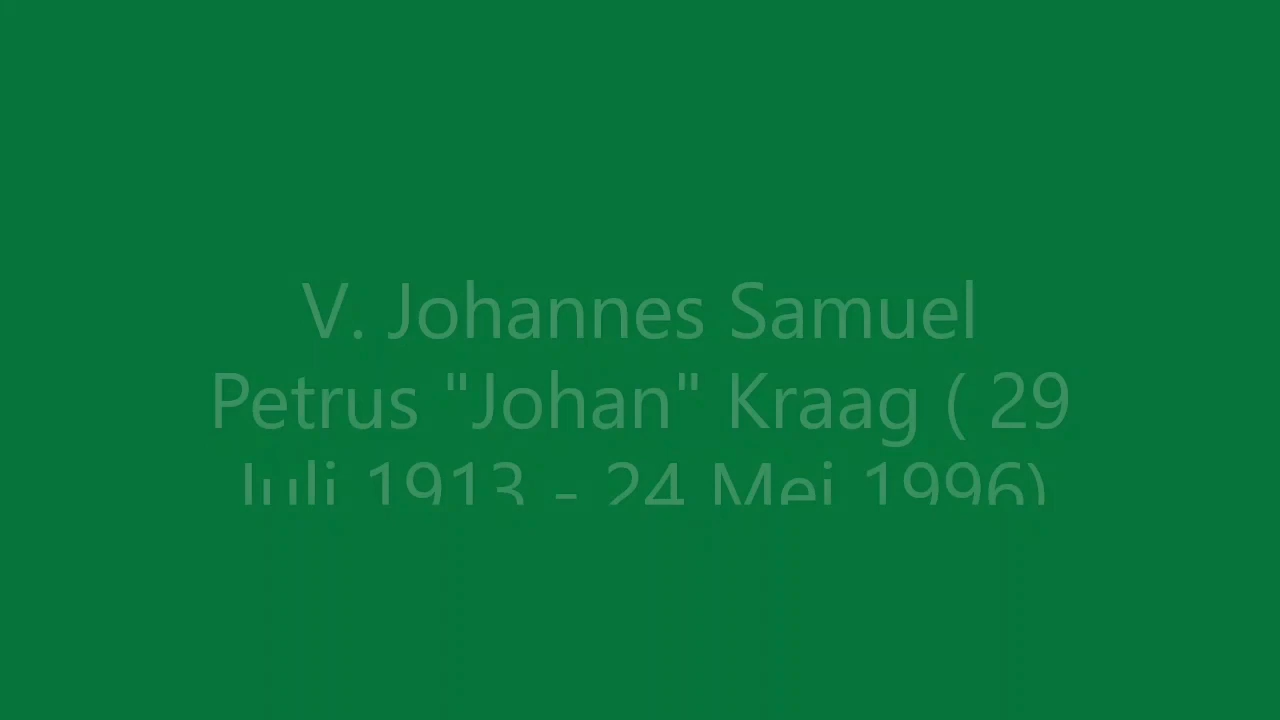 V. Johannes Samuel
Petrus "Johan" Kraag ( 29
Juli 1913 - 24 Mei 1996)